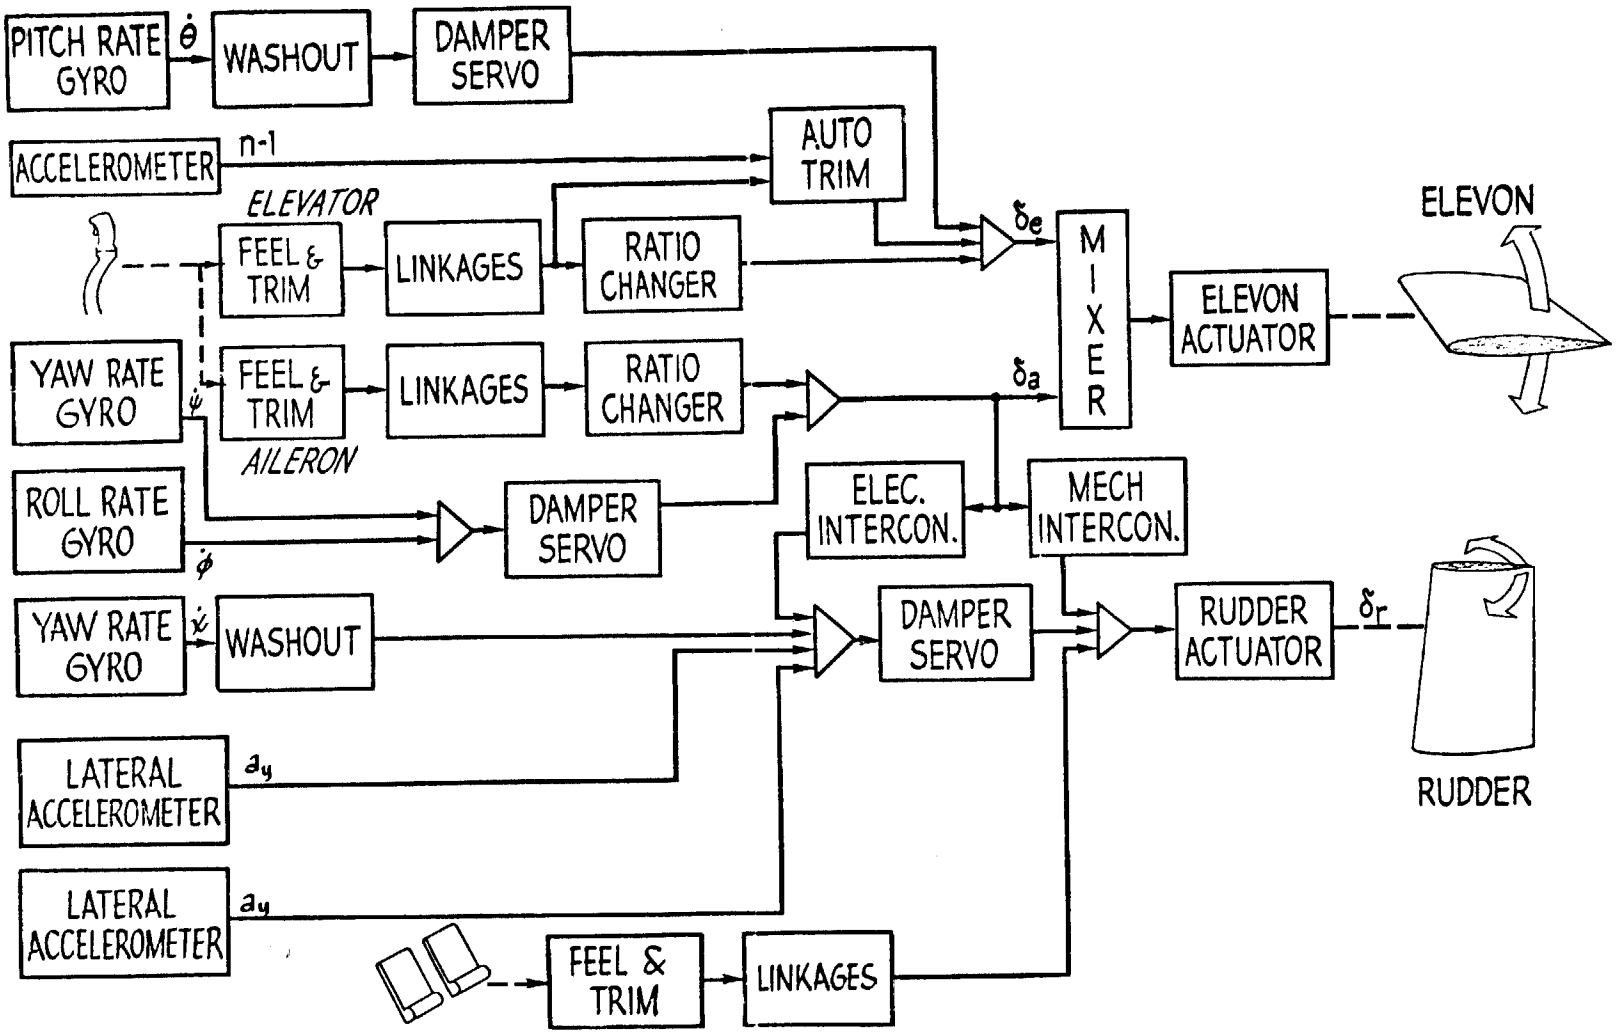 PITCH RATE
GYRO
θ̇
WASHOUT
DAMPER
SERVO
ACCELEROMETER
n-1
AUTO
TRIM
ELEVATOR
FEEL &
TRIM
LINKAGES
RATIO
CHANGER
δe
MIXER
ELEVON
ACTUATOR
ELEVON
YAW RATE
GYRO
ψ̇
FEEL &
TRIM
AILERON
LINKAGES
RATIO
CHANGER
δa
ROLL RATE
GYRO
φ̇
DAMPER
SERVO
ELEC.
INTERCON.
MECH
INTERCON.
YAW RATE
GYRO
WASHOUT
DAMPER
SERVO
RUDDER
ACTUATOR
δr
RUDDER
LATERAL
ACCELEROMETER
ay
LATERAL
ACCELEROMETER
ay
FEEL &
TRIM
LINKAGES